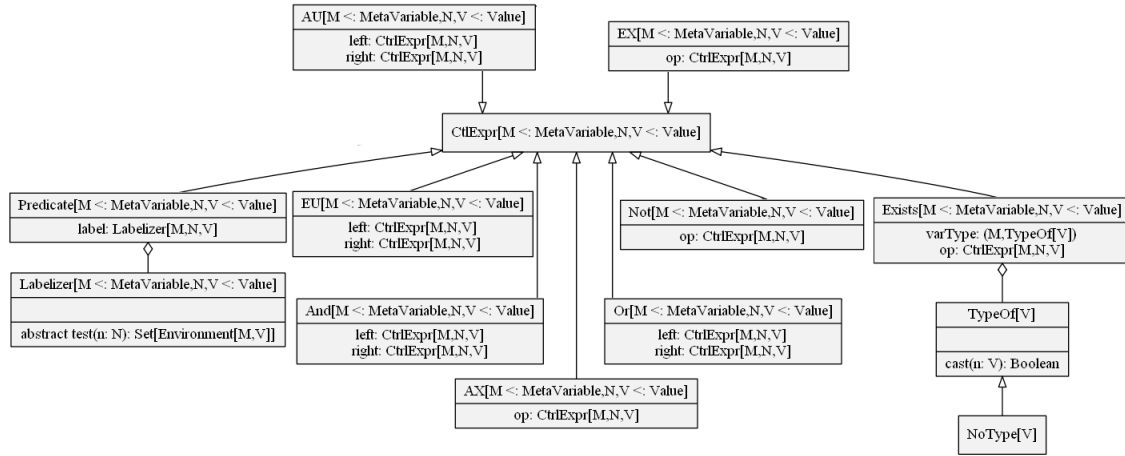 AU[M <: MetaVariable,N,V <: Value]
left: CtrlExpr[M,N,V]
right: CtrlExpr[M,N,V]
EX[M <: MetaVariable,N,V <: Value]
op: CtrlExpr[M,N,V]
CtlExpr[M <: MetaVariable,N,V <: Value]
Predicate[M <: MetaVariable,N,V <: Value]
label: Labelizer[M,N,V]
EU[M <: MetaVariable,N,V <: Value]
left: CtrlExpr[M,N,V]
right: CtrlExpr[M,N,V]
Not[M <: MetaVariable,N,V <: Value]
op: CtrlExpr[M,N,V]
Exists[M <: MetaVariable,N,V <: Value]
varType: (M,TypeOf[V])
op: CtrlExpr[M,N,V]
Labelizer[M <: MetaVariable,N,V <: Value]
abstract test(n: N): Set[Environment[M,V]]
And[M <: MetaVariable,N,V <: Value]
left: CtrlExpr[M,N,V]
right: CtrlExpr[M,N,V]
Or[M <: MetaVariable,N,V <: Value]
left: CtrlExpr[M,N,V]
right: CtrlExpr[M,N,V]
TypeOf[V]
cast(n: V): Boolean
AX[M <: MetaVariable,N,V <: Value]
op: CtrlExpr[M,N,V]
NoType[V]